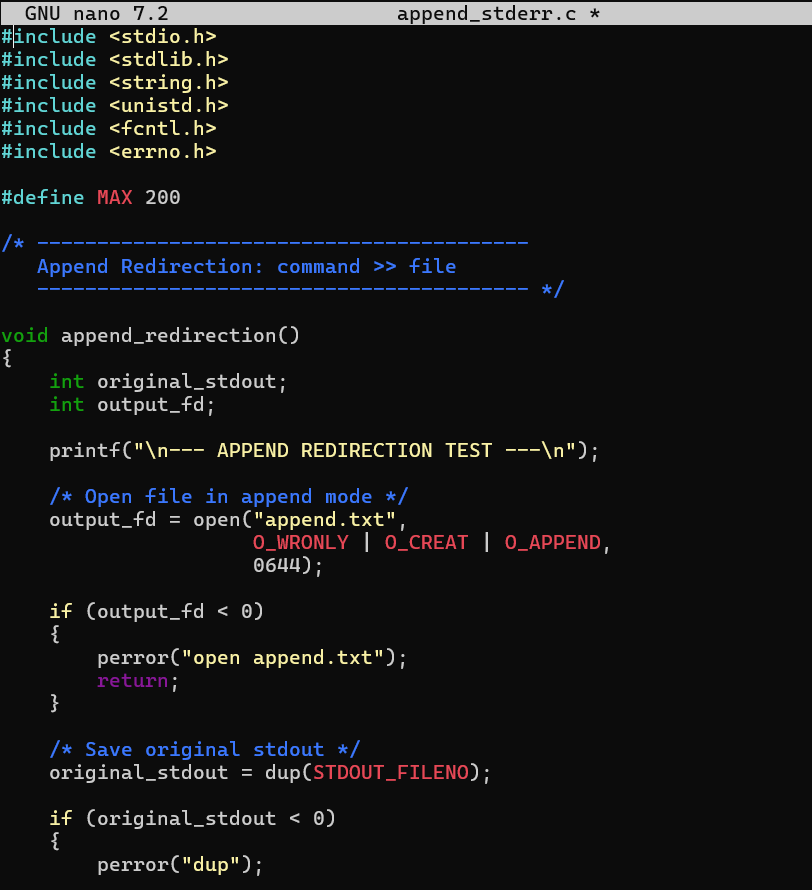 GNU nano 7.2                   append_stderr.c *
#include <stdio.h>
#include <stdlib.h>
#include <string.h>
#include <unistd.h>
#include <fcntl.h>
#include <errno.h>

#define MAX 200

/* -----------------------------------------
   Append Redirection: command >> file
   ----------------------------------------- */

void append_redirection()
{
    int original_stdout;
    int output_fd;

    printf("\n--- APPEND REDIRECTION TEST ---\n");

    /* Open file in append mode */
    output_fd = open("append.txt",
                     O_WRONLY | O_CREAT | O_APPEND,
                     0644);

    if (output_fd < 0)
    {
        perror("open append.txt");
        return;
    }

    /* Save original stdout */
    original_stdout = dup(STDOUT_FILENO);

    if (original_stdout < 0)
    {
        perror("dup");